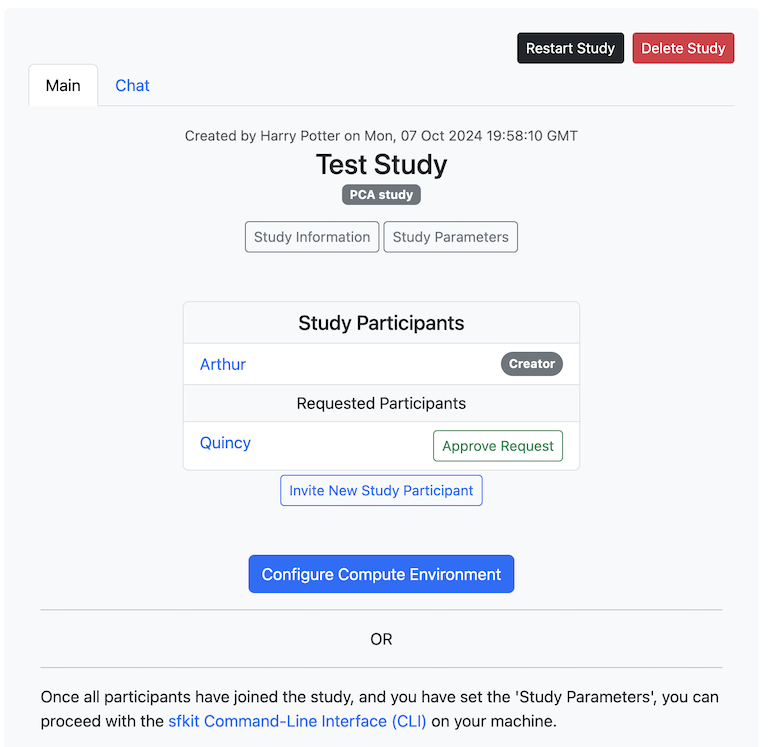 Restart Study Delete Study
Main Chat
Created by Harry Potter on Mon, 07 Oct 2024 19:58:10 GMT
Test Study
PCA study
Study Information Study Parameters
Study Participants
Arthur Creator
Requested Participants
Quincy Approve Request
Invite New Study Participant
Configure Compute Environment
OR
Once all participants have joined the study, and you have set the 'Study Parameters', you can
proceed with the sfkit Command-Line Interface (CLI) on your machine.